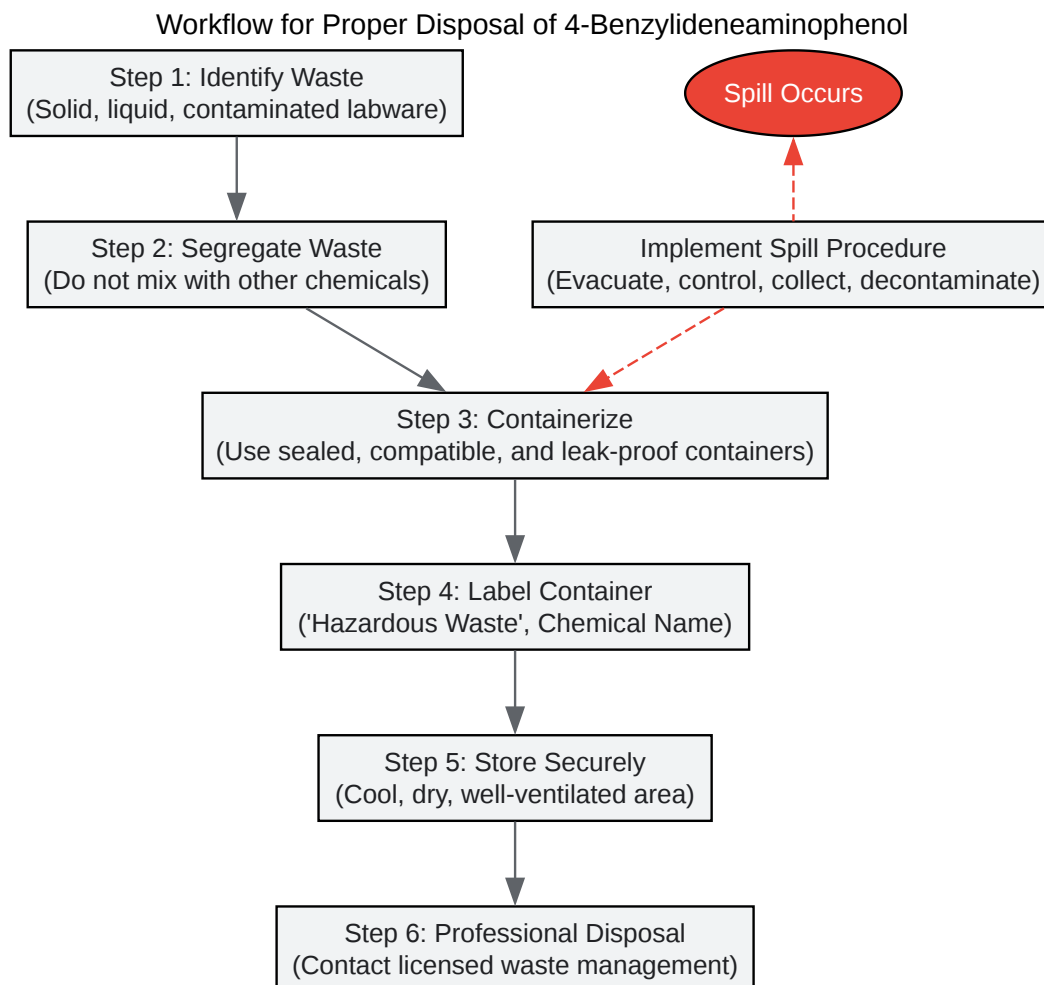 Workflow for Proper Disposal of 4-Benzylideneaminophenol
Step 1: Identify Waste
(Solid, liquid, contaminated labware)
Spill Occurs
Step 2: Segregate Waste
(Do not mix with other chemicals)
Implement Spill Procedure
(Evacuate, control, collect, decontaminate)
Step 3: Containerize
(Use sealed, compatible, and leak-proof containers)
Step 4: Label Container
('Hazardous Waste', Chemical Name)
Step 5: Store Securely
(Cool, dry, well-ventilated area)
Step 6: Professional Disposal
(Contact licensed waste management)